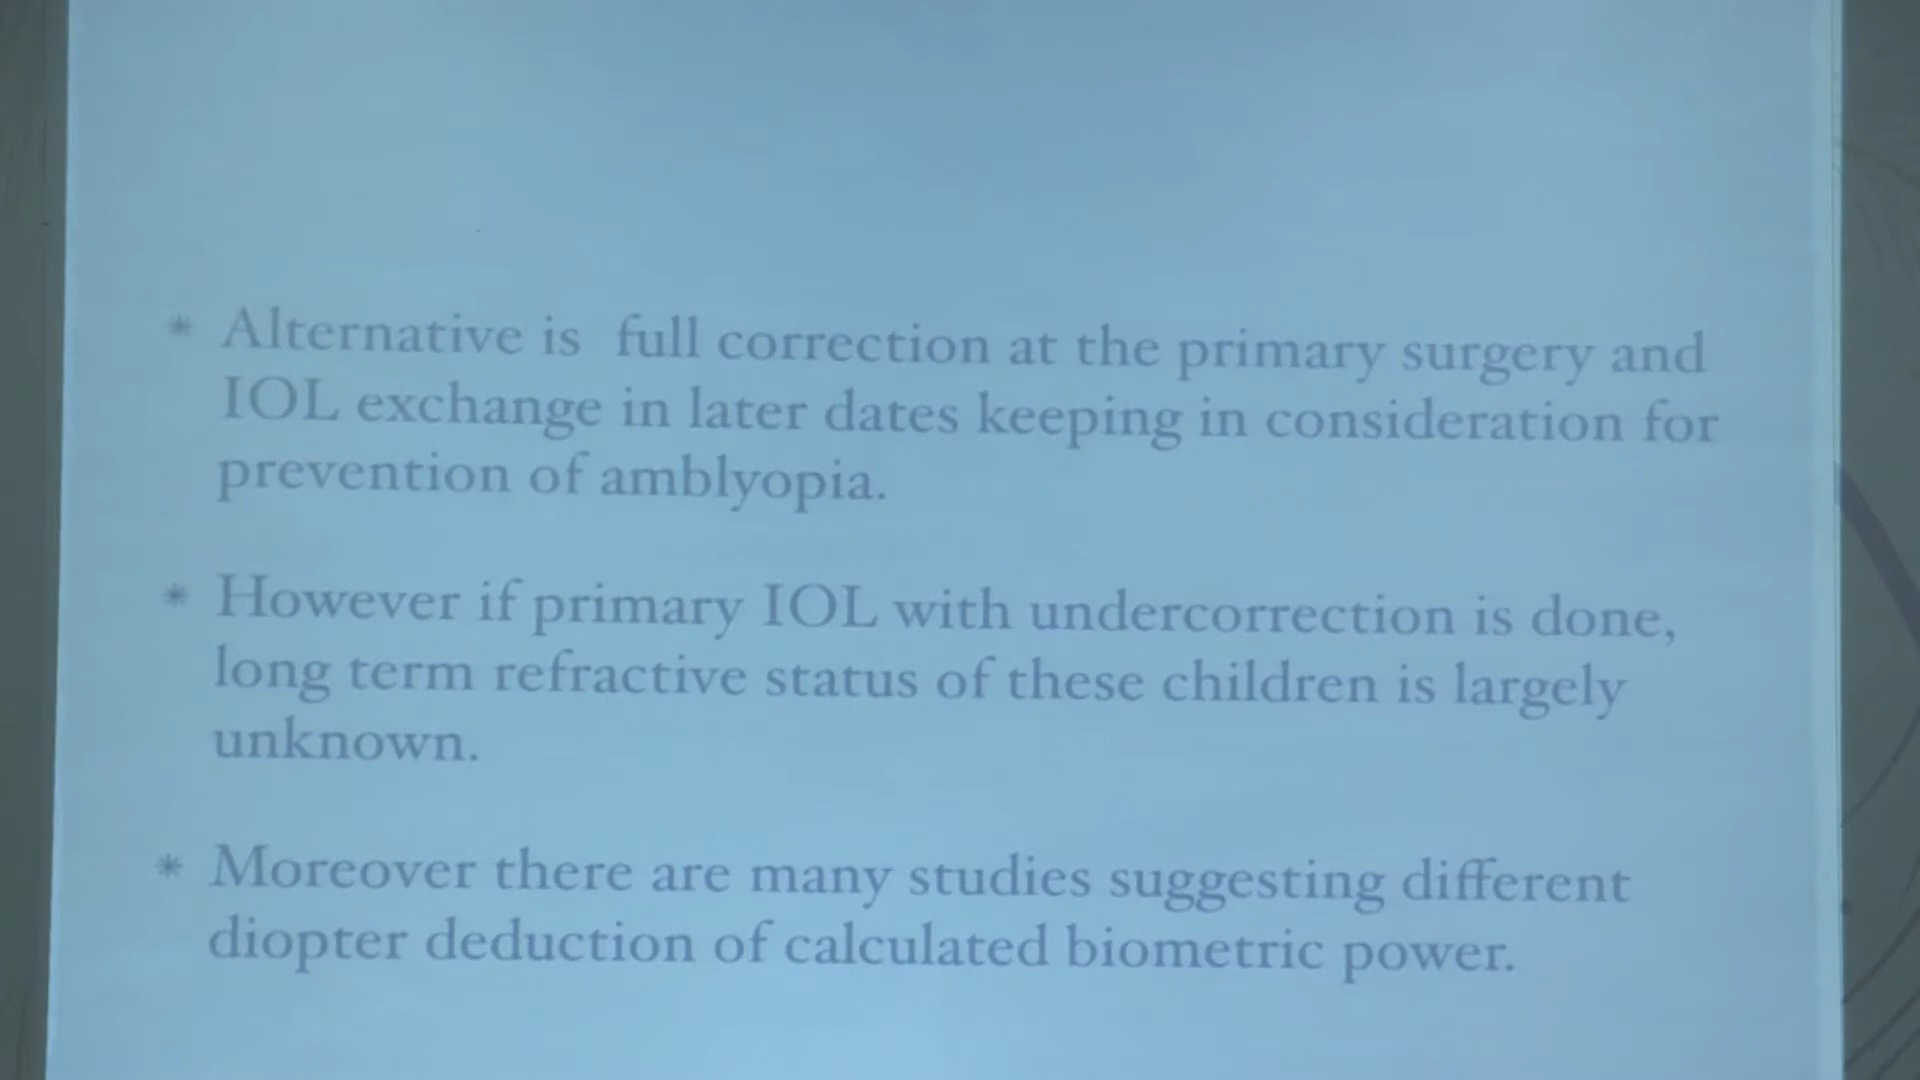 * Alternative is full correction at the primary surgery and
IOL exchange in later dates keeping in consideration for
prevention of amblyopia.
* However if primary IOL with undercorrection is done,
long term refractive status of these children is largely
unknown.
* Moreover there are many studies suggesting different
diopter deduction of calculated biometric power.